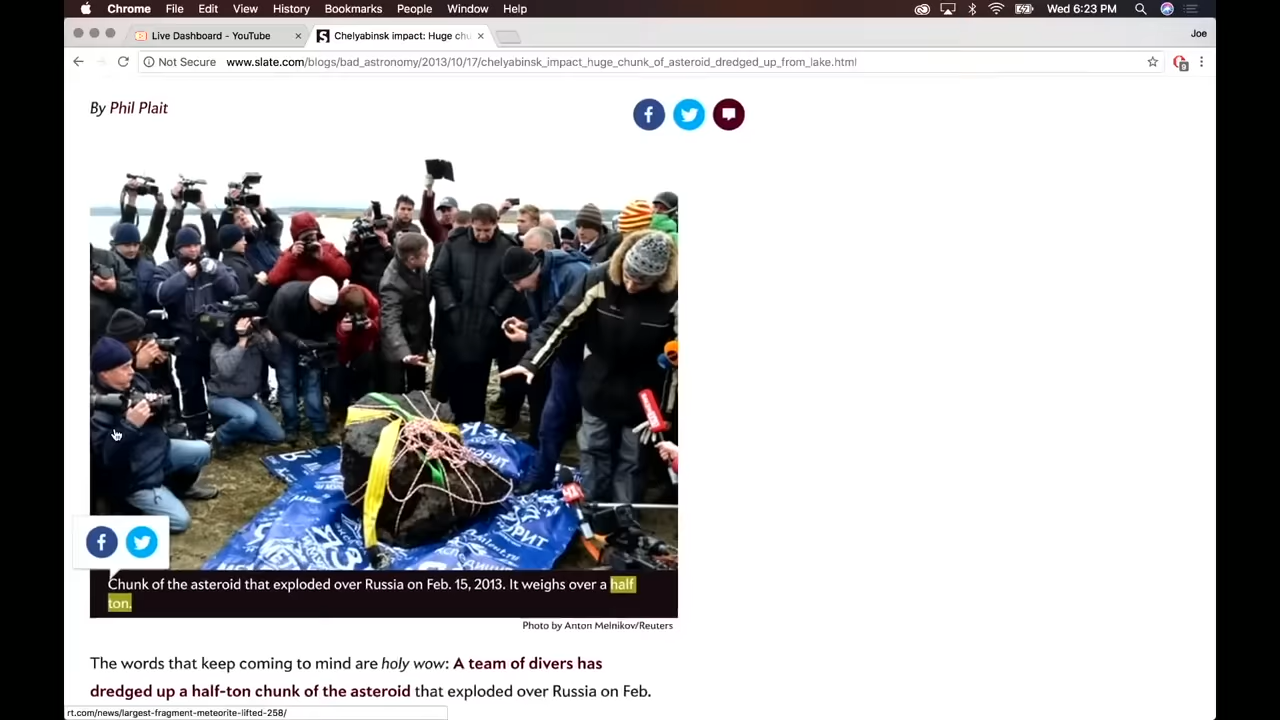 Chrome File Edit View History Bookmarks People Window Help Wed 6:23 PM
Live Dashboard - YouTube Chelyabinsk impact: Huge chu Joe
Not Secure www.slate.com/blogs/bad_astronomy/2013/10/17/chelyabinsk_impact_huge_chunk_of_asteroid_dredged_up_from_lake.html
By Phil Plait
Chunk of the asteroid that exploded over Russia on Feb. 15, 2013. It weighs over a half
ton.
Photo by Anton Melnikov/Reuters
The words that keep coming to mind are holy wow: A team of divers has
dredged up a half-ton chunk of the asteroid that exploded over Russia on Feb.
rt.com/news/largest-fragment-meteorite-lifted-258/